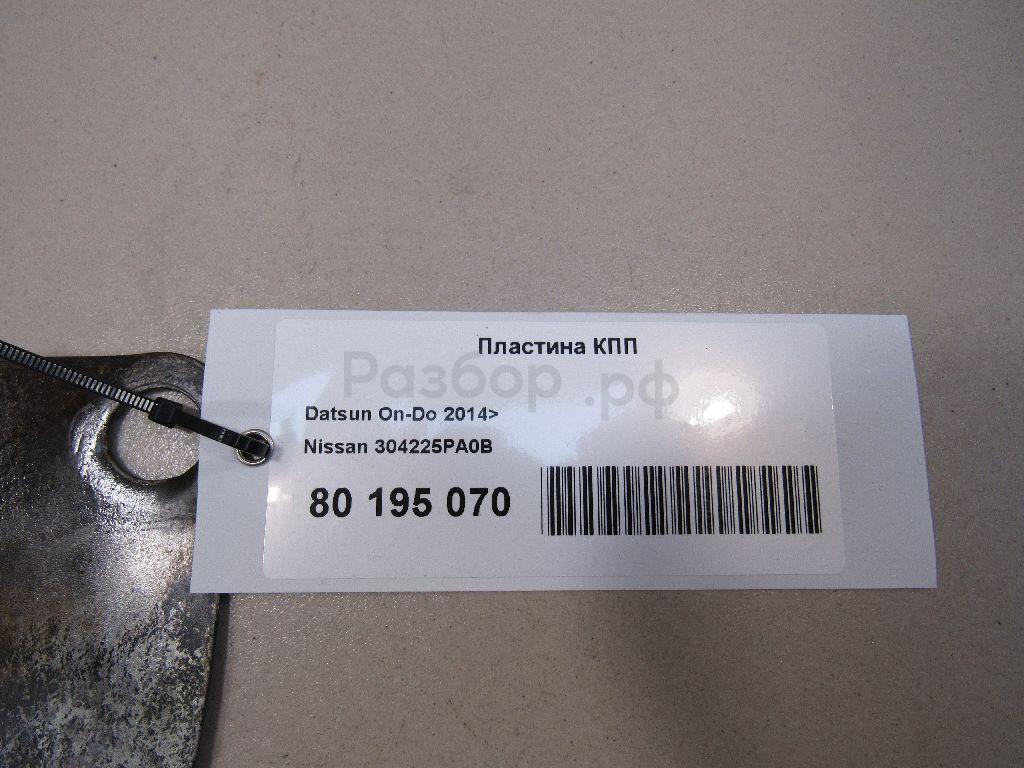 Пластина КПП
Разбор.рф
Datsun On-Do 2014>
Nissan 304225PA0B
80 195 070